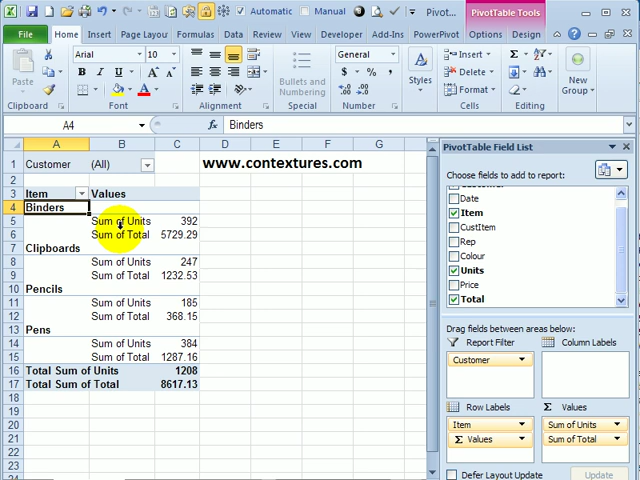 Automatic
Manual
Pivot...
PivotTable Tools
File
Home
Page Layout
Formulas
Data
Review
View
Developer
Add-Ins
PowerPivot
Options
Design
Paste
Clipboard
Arial
10
B I U
Font
Alignment
Bullets and
Numbering
General
$ % ,
Number
Styles
Insert
Delete
Format
Cells
Σ
Editing
New
Group
A4
fx
Binders
A B C D E F G
1 Customer (All) www.contextures.com
2
3 Item Values
4 Binders
5 Sum of Units 392
6 Sum of Total 5729.29
7 Clipboards
8 Sum of Units 247
9 Sum of Total 1232.53
10 Pencils
11 Sum of Units 185
12 Sum of Total 368.15
13 Pens
14 Sum of Units 384
15 Sum of Total 1287.16
16 Total Sum of Units 1208
17 Total Sum of Total 8617.13
18
19
20
21
22
23
24
PivotTable Field List
Choose fields to add to report:
Customer
Date
Item
CustItem
Rep
Colour
Units
Price
Total
Drag fields between areas below:
Report Filter
Column Labels
Customer
Row Labels
Σ Values
Item
Sum of Units
Σ Values
Sum of Total
Defer Layout Update
Update